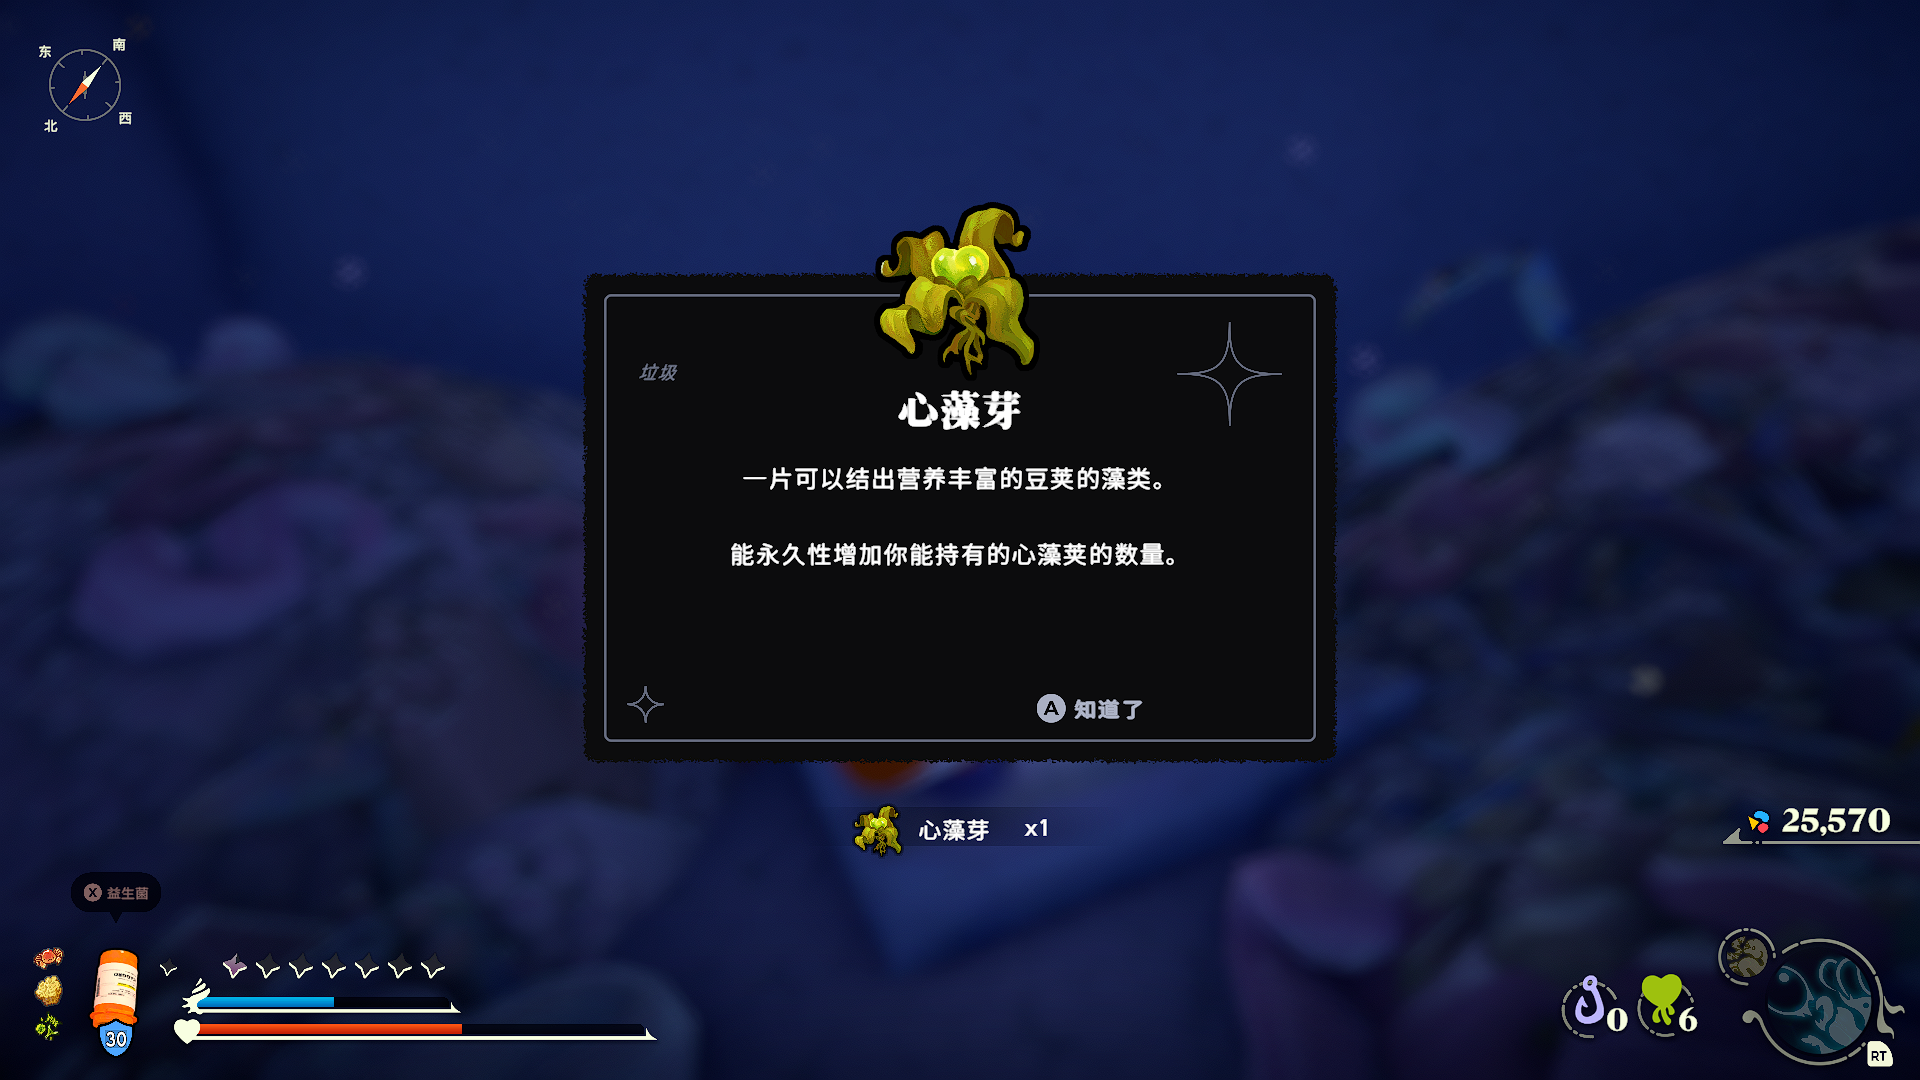 东 南
北 西
垃圾
心藻芽
一片可以结出营养丰富的豆荚的藻类。
能永久性增加你能持有的心藻荚的数量。
A 知道了
心藻芽 x1
25,570
X 益生菌
30
0
6
RT